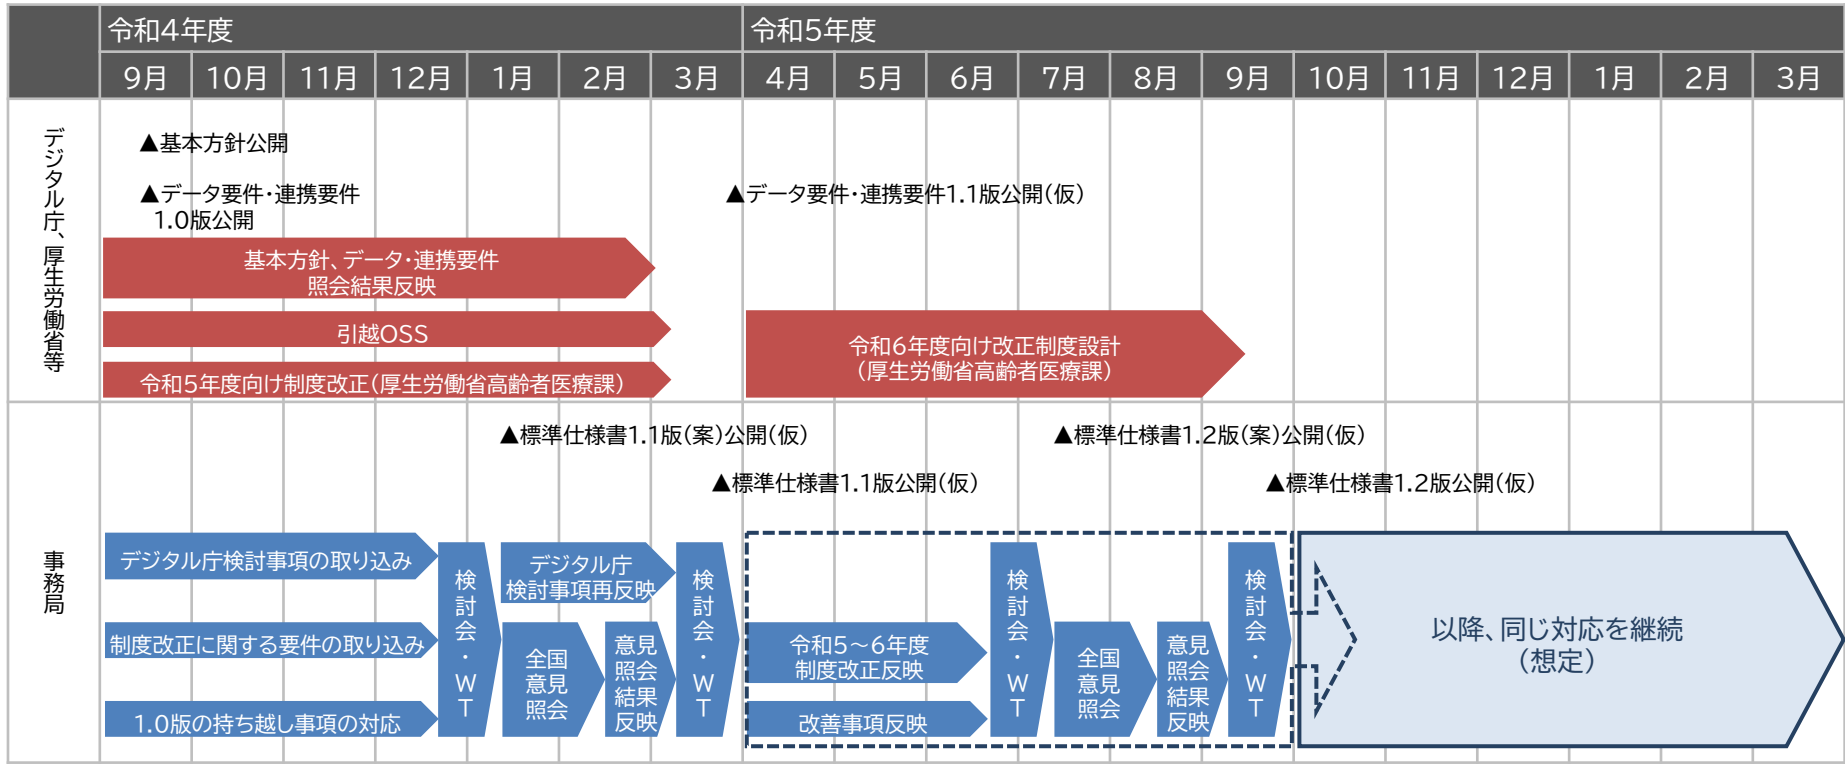 令和4年度
令和5年度
9月
10月
11月
12月
1月
2月
3月
4月
5月
6月
7月
8月
9月
10月
11月
12月
1月
2月
3月
デジタル庁、厚生労働省等
▲基本方針公開
▲データ要件・連携要件
1.0版公開
▲データ要件・連携要件1.1版公開(仮)
基本方針、データ・連携要件
照会結果反映
引越OSS
令和5年度向け制度改正(厚生労働省高齢者医療課)
令和6年度向け改正制度設計
(厚生労働省高齢者医療課)
事務局
▲標準仕様書1.1版(案)公開(仮)
▲標準仕様書1.2版(案)公開(仮)
▲標準仕様書1.1版公開(仮)
▲標準仕様書1.2版公開(仮)
デジタル庁検討事項の取り込み
制度改正に関する要件の取り込み
1.0版の持ち越し事項の対応
検討会・WT
デジタル庁
検討事項再反映
全国
意見
照会
意見
照会
結果
反映
検討会・WT
令和5~6年度
制度改正反映
改善事項反映
検討会・WT
全国
意見
照会
意見
照会
結果
反映
検討会・WT
以降、同じ対応を継続
(想定)